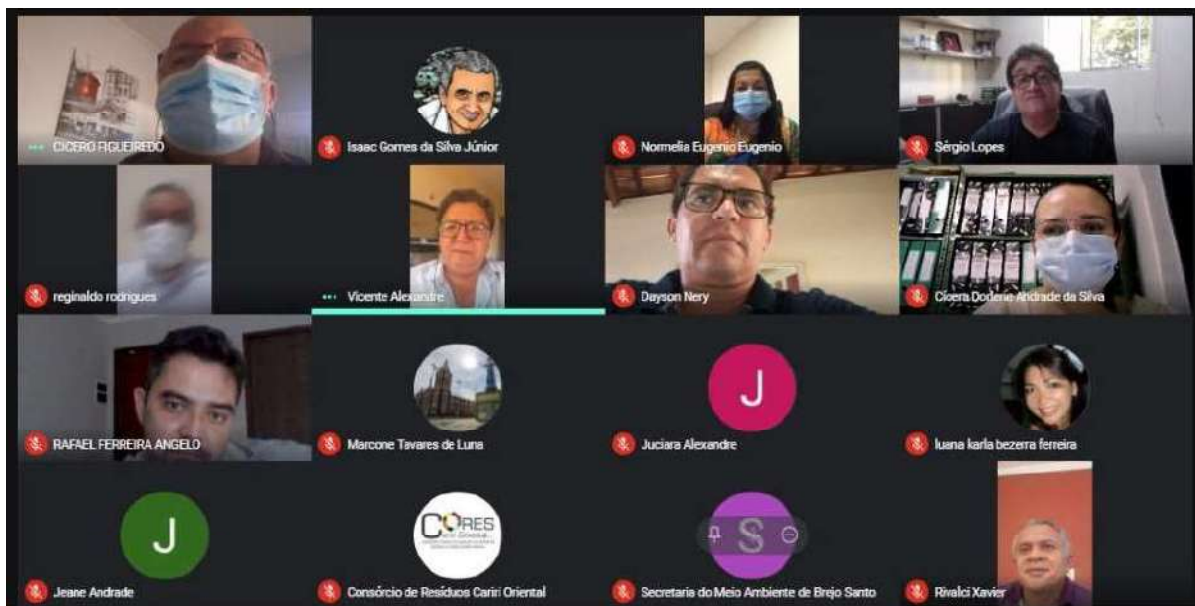 CICERO FIGUEIREDO
Isaac Gomes da Silva Júnior
Normelia Eugenio Eugenio
Sérgio Lopes
reginaldo rodrigues
Vicente Alexandre
Dayson Nery
Cicera Dorlene Andrade da Silva
RAFAEL FERREIRA ANGELO
Marcone Tavares de Luna
J
Juciara Alexandre
luana karla bezerra ferreira
J
Jeane Andrade
CORES
Consórcio de Resíduos Cariri Oriental
S
Secretaria do Meio Ambiente de Brejo Santo
Rivalci Xavier